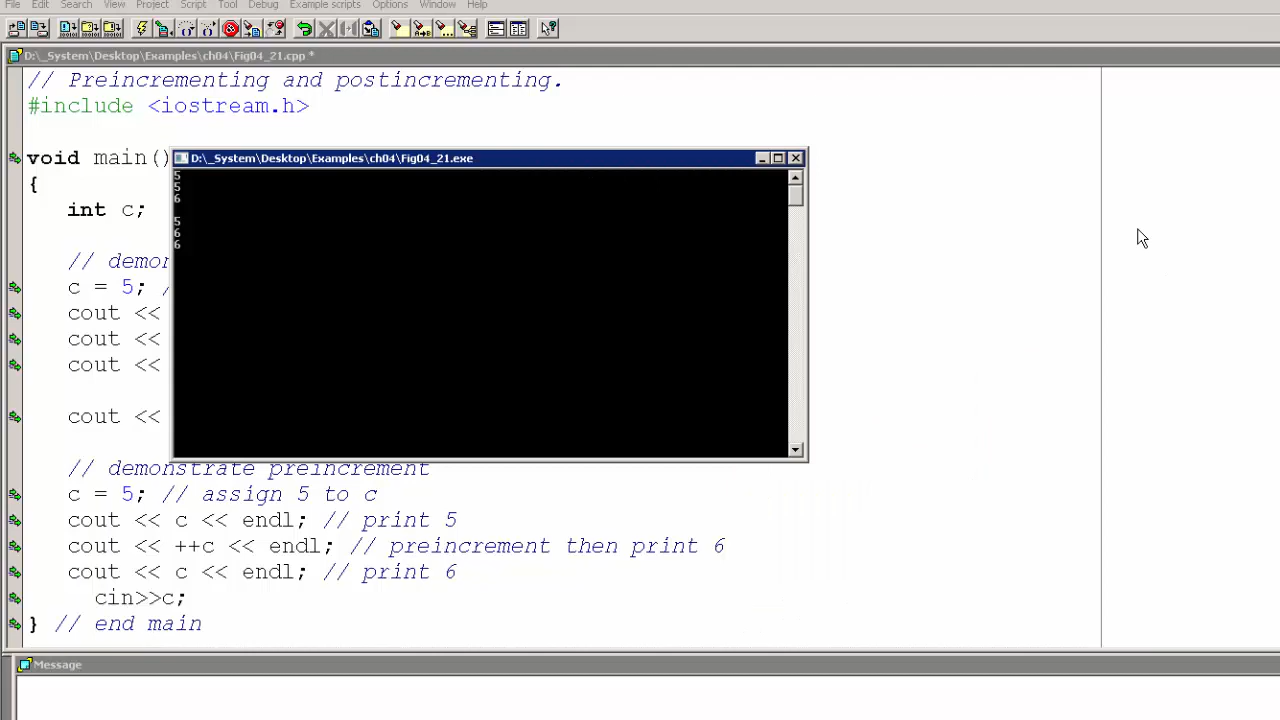 File Edit Search View Project Script Tool Debug Example scripts Options Window Help
D:\_System\Desktop\Examples\ch04\Fig04_21.cpp *
// Preincrementing and postincrementing.
#include <iostream.h>
void main()
{
int c;
// demon
c = 5; /
cout <<
cout <<
cout <<
cout <<
D:\_System\Desktop\Examples\ch04\Fig04_21.exe
5
5
6
5
6
6
// demonstrate preincrement
c = 5; // assign 5 to c
cout << c << endl; // print 5
cout << ++c << endl; // preincrement then print 6
cout << c << endl; // print 6
cin>>c;
} // end main
Message